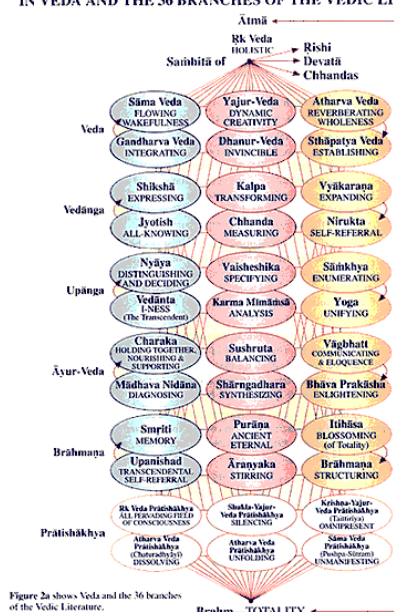 IN VEDA AND THE 36 BRANCHES OF THE VEDIC
Ātmā
Ṛk Veda
HOLISTIC
Saṁhitā of
Rishi
Devatā
Chhandas
Veda
Sāma Veda
FLOWING
WAKEFULNESS
Yajur-Veda
DYNAMIC
CREATIVITY
Atharva Veda
REVERBERATING
WHOLENESS
Gandharva Veda
INTEGRATING
Dhanur-Veda
INVINCIBLE
Sthāpatya Veda
ESTABLISHING
Vedānga
Shikshā
EXPRESSING
Kalpa
TRANSFORMING
Vyākaraṇa
EXPANDING
Jyotish
ALL-KNOWING
Chhanda
MEASURING
Nirukta
SELF-REFERRAL
Upānga
Nyāya
DISTINGUISHING
AND DECIDING
Vaisheshika
SPECIFYING
Sāṁkhya
ENUMERATING
Vedānta
I-NESS
(The Transcendent)
Karma Mīmāṁsā
ANALYSIS
Yoga
UNIFYING
Āyur-Veda
Charaka
HOLDING TOGETHER,
NOURISHING &
SUPPORTING
Sushruta
BALANCING
Vāgbhatt
COMMUNICATING
& ELOQUENCE
Mādhava Nidāna
DIAGNOSING
Shārngadhara
SYNTHESIZING
Bhāva Prakāsha
ENLIGHTENING
Brāhmaṇa
Smṛiti
MEMORY
Purāṇa
ANCIENT
ETERNAL
Itihāsa
BLOSSOMING
(of Totality)
Upanishad
TRANSCENDENTAL
SELF-REFERRAL
Āraṇyaka
STIRRING
Brāhmaṇa
STRUCTURING
Prātishākhya
Ṛk Veda Prātishākhya
ALL PERVADING FIELD
OF CONSCIOUSNESS
Shukla-Yajur-
Veda Prātishākhya
SILENCING
Krishna-Yajur-
Veda Prātishākhya
(Taittirīya)
OMNIPRESENT
Atharva Veda
Prātishākhya
(Chaturadhyāyī)
DISSOLVING
Atharva Veda
Prātishākhya
UNFOLDING
Sāma Veda
Prātishākhya
(Pushpa-Sūtram)
UNMANIFESTING
Figure 2a shows Veda and the 36 branches
of the Vedic Literature.
Brahm TOTALITY